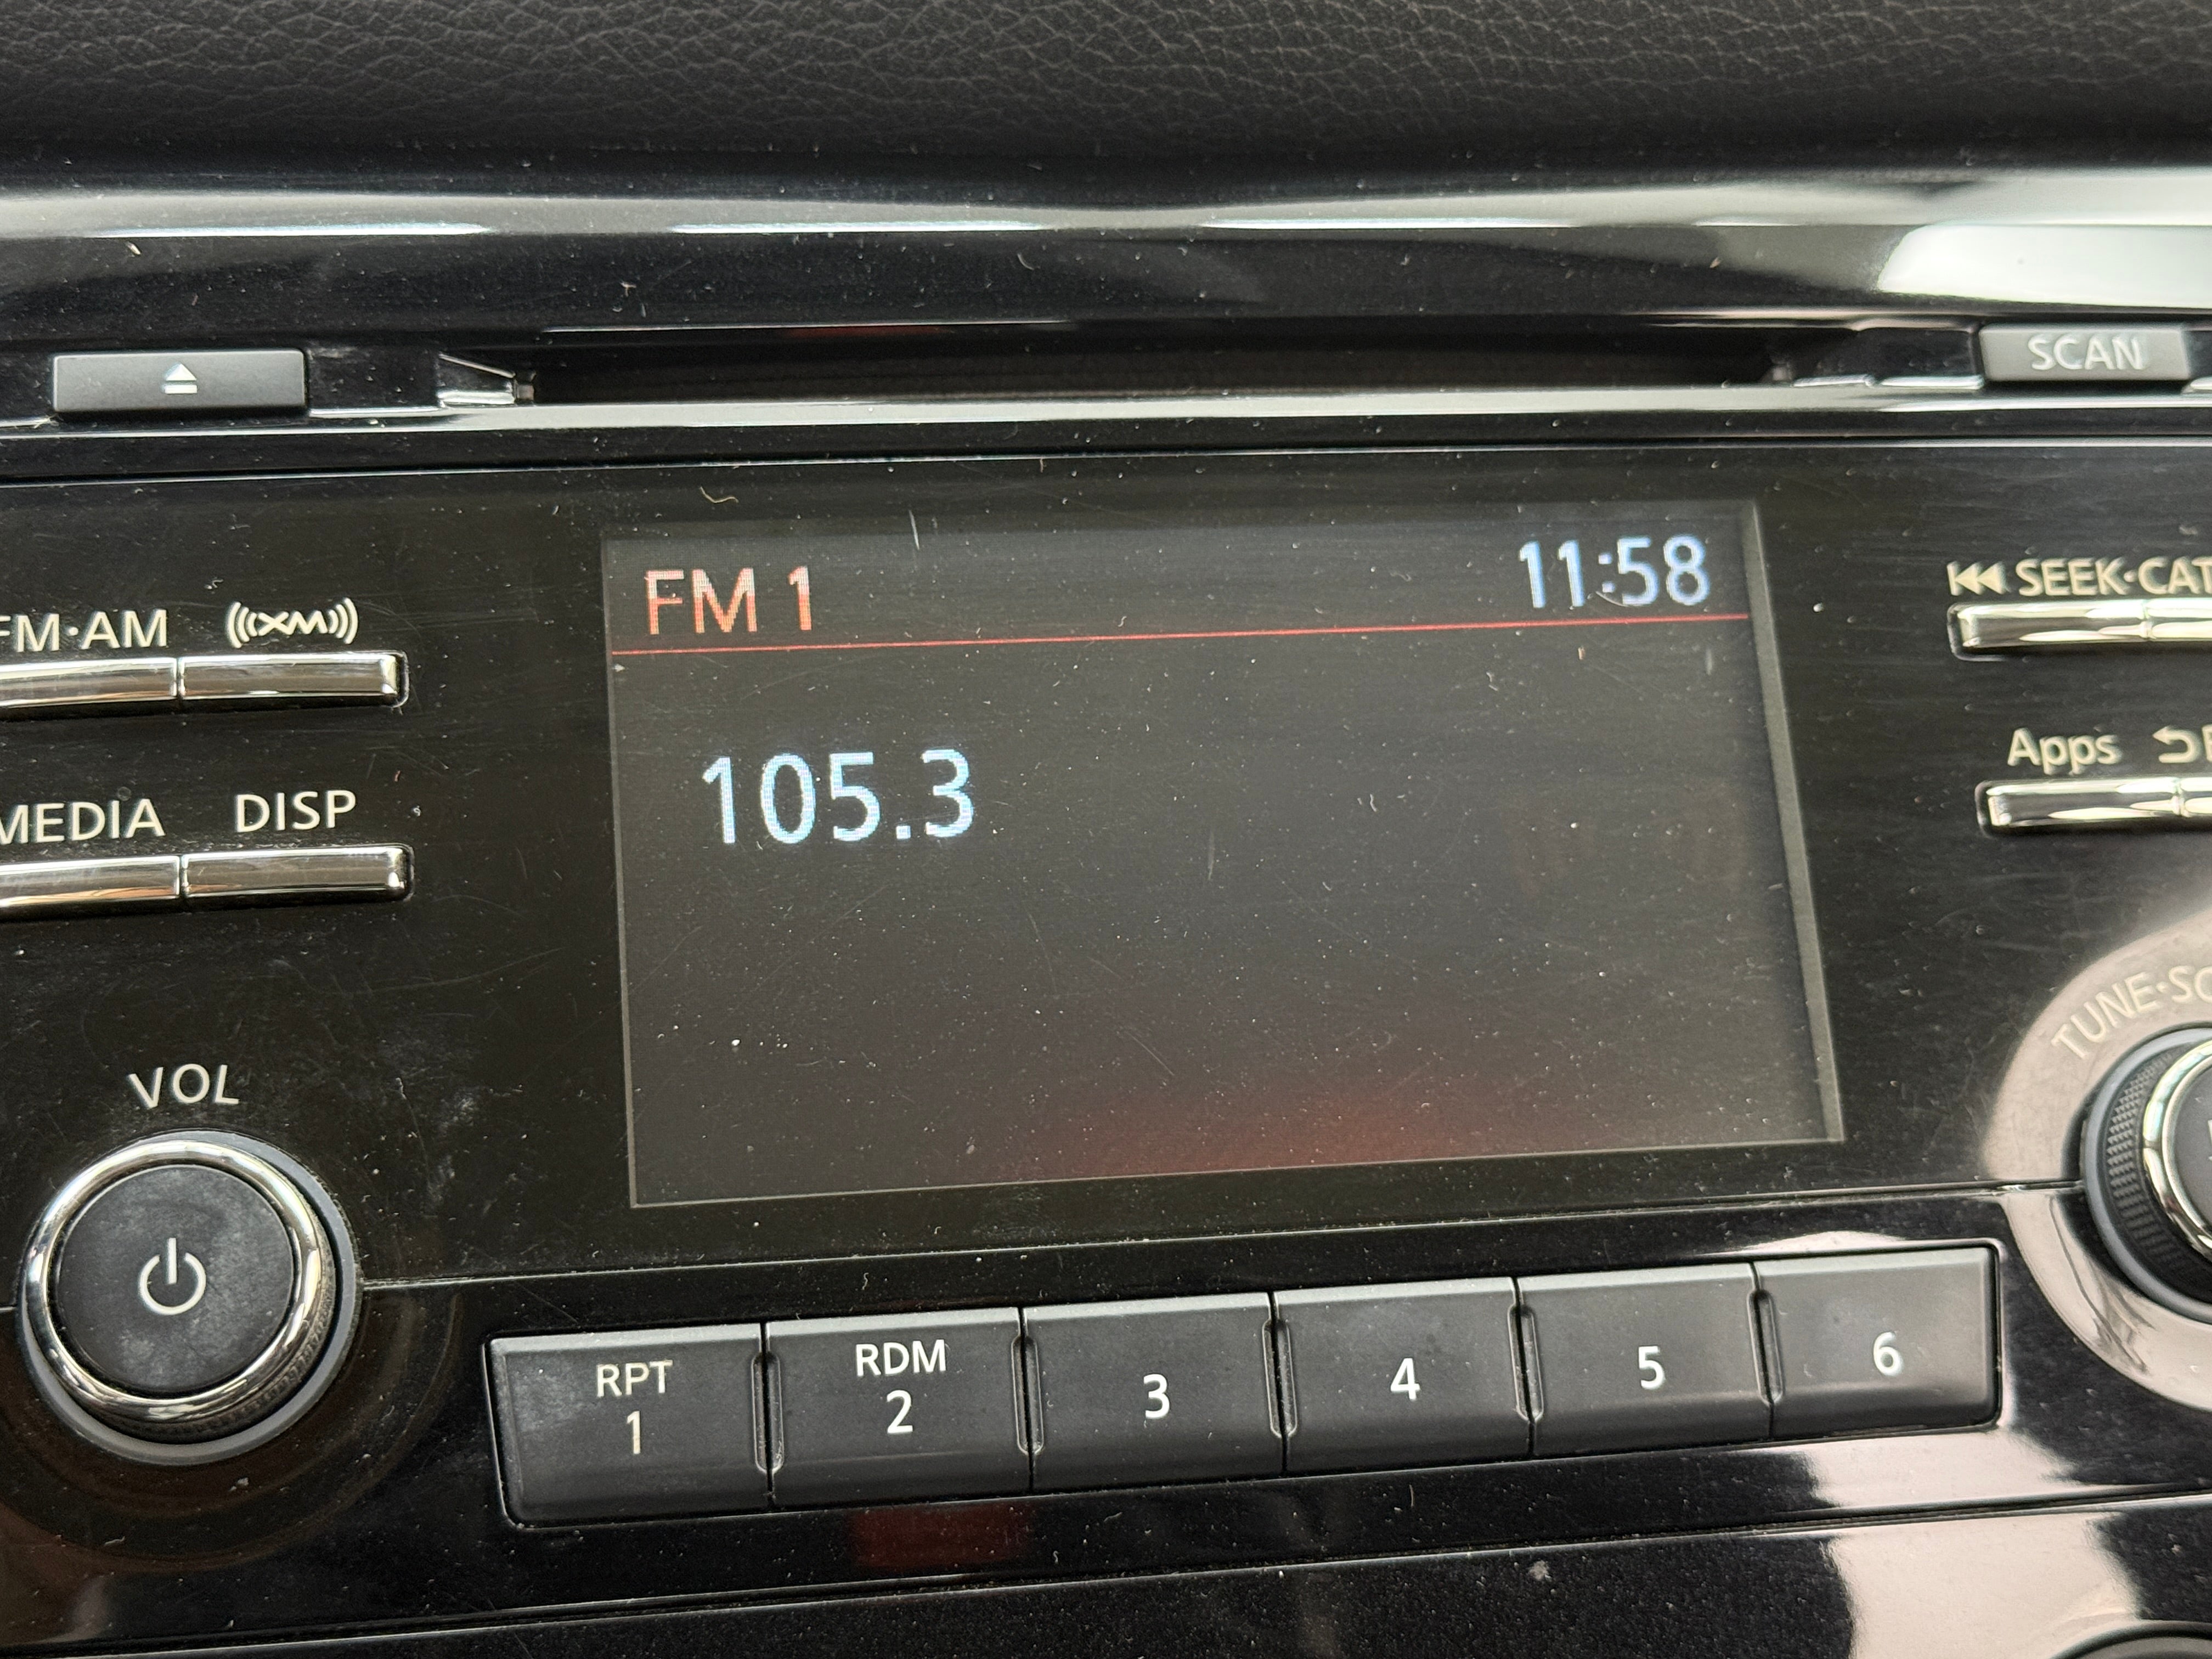 SCAN
FM·AM XM
FM 1 11:58
SEEK·CAT
105.3
Apps
MEDIA DISP
VOL
RPT RDM
1 2 3 4 5 6